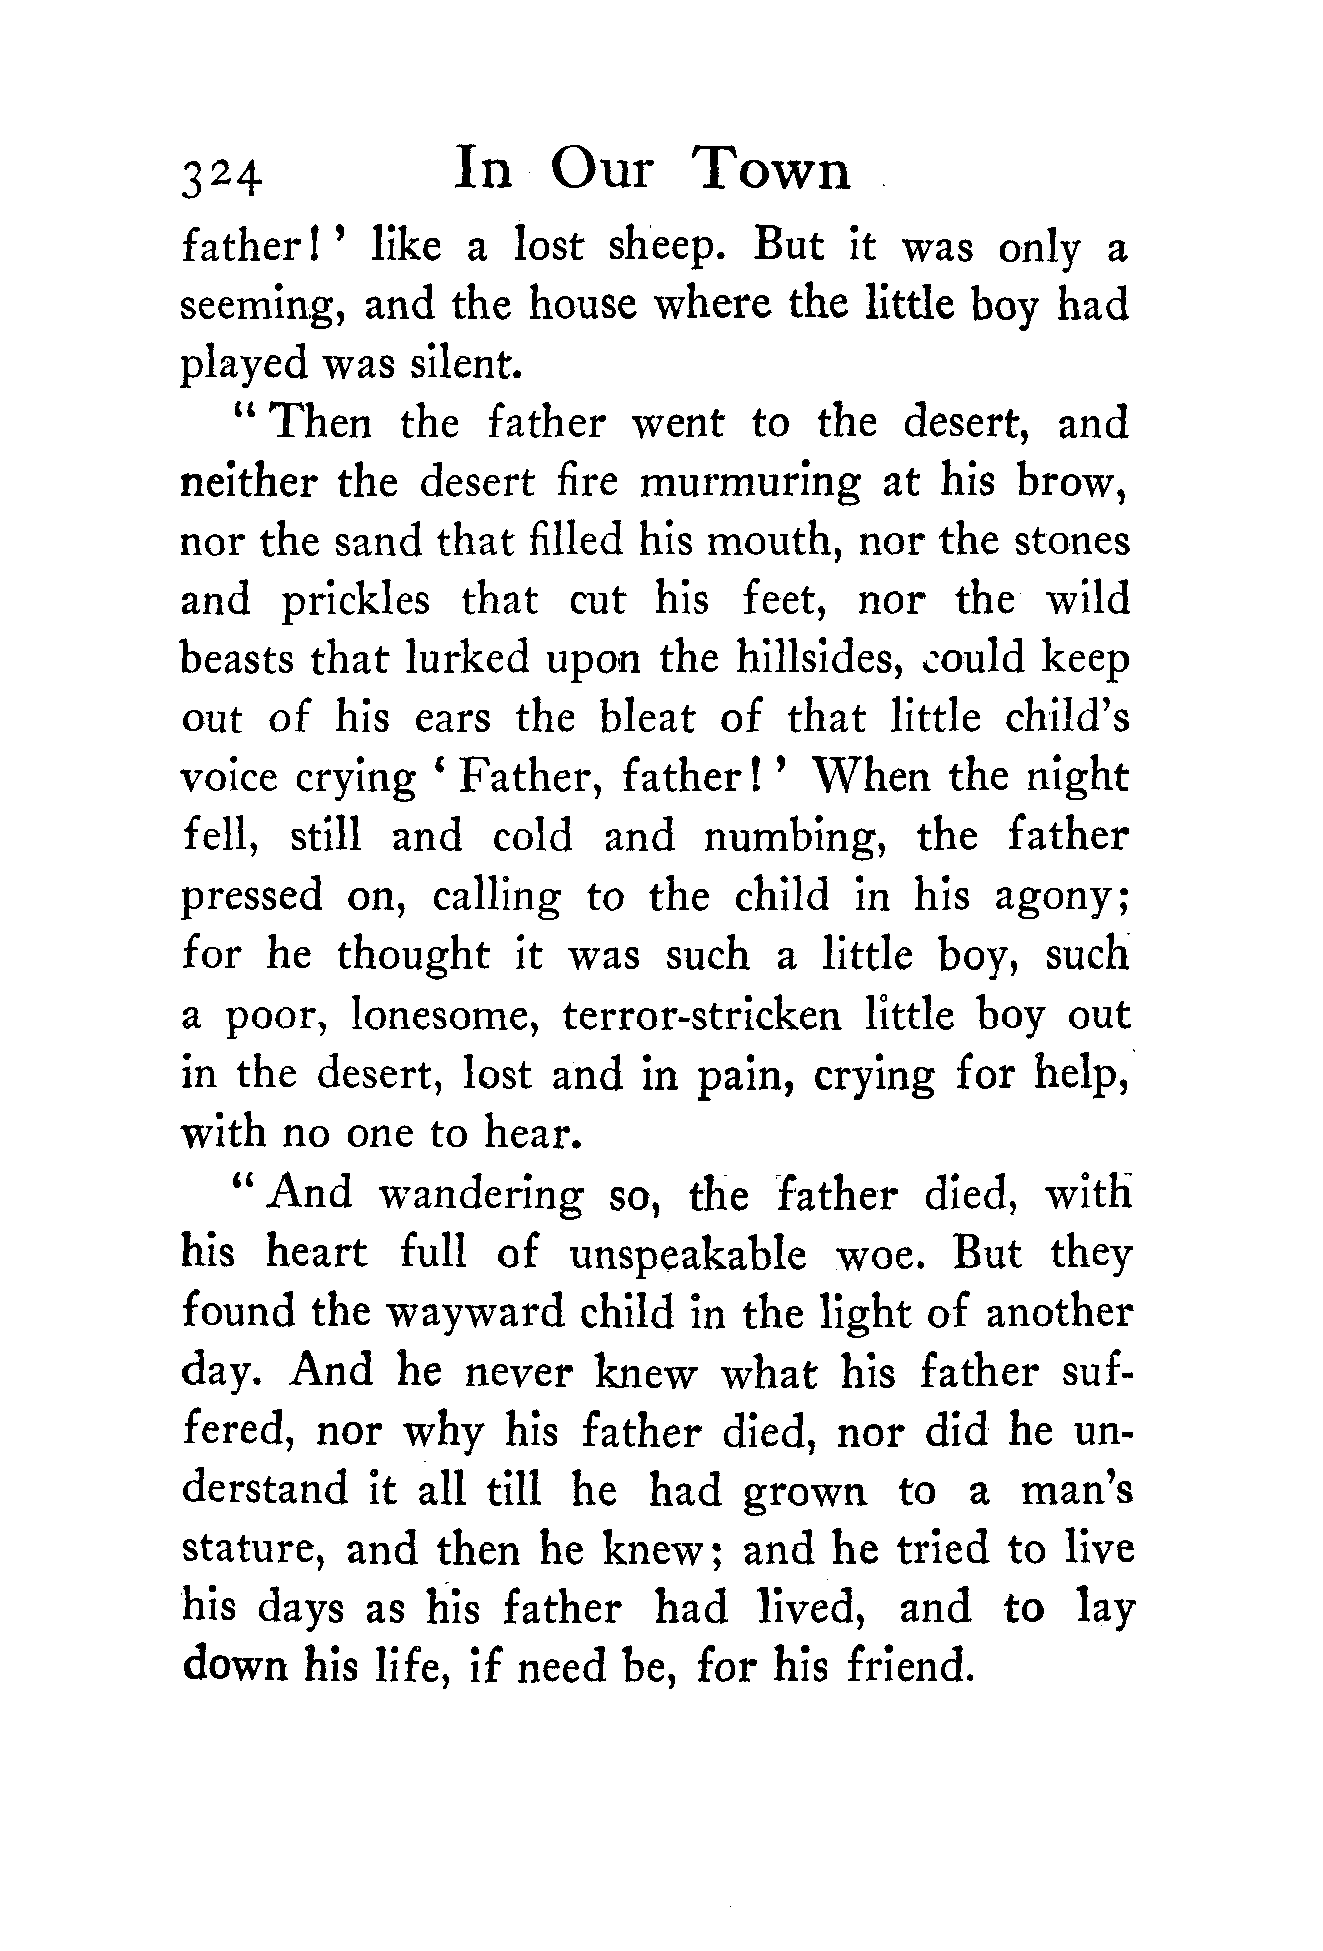 324 In Our Town
father!' like a lost sheep. But it was only a
seeming, and the house where the little boy had
played was silent.
"Then the father went to the desert, and
neither the desert fire murmuring at his brow,
nor the sand that filled his mouth, nor the stones
and prickles that cut his feet, nor the wild
beasts that lurked upon the hillsides, could keep
out of his ears the bleat of that little child's
voice crying 'Father, father!' When the night
fell, still and cold and numbing, the father
pressed on, calling to the child in his agony;
for he thought it was such a little boy, such
a poor, lonesome, terror-stricken little boy out
in the desert, lost and in pain, crying for help,
with no one to hear.
"And wandering so, the father died, with
his heart full of unspeakable woe. But they
found the wayward child in the light of another
day. And he never knew what his father suf-
fered, nor why his father died, nor did he un-
derstand it all till he had grown to a man's
stature, and then he knew; and he tried to live
his days as his father had lived, and to lay
down his life, if need be, for his friend.